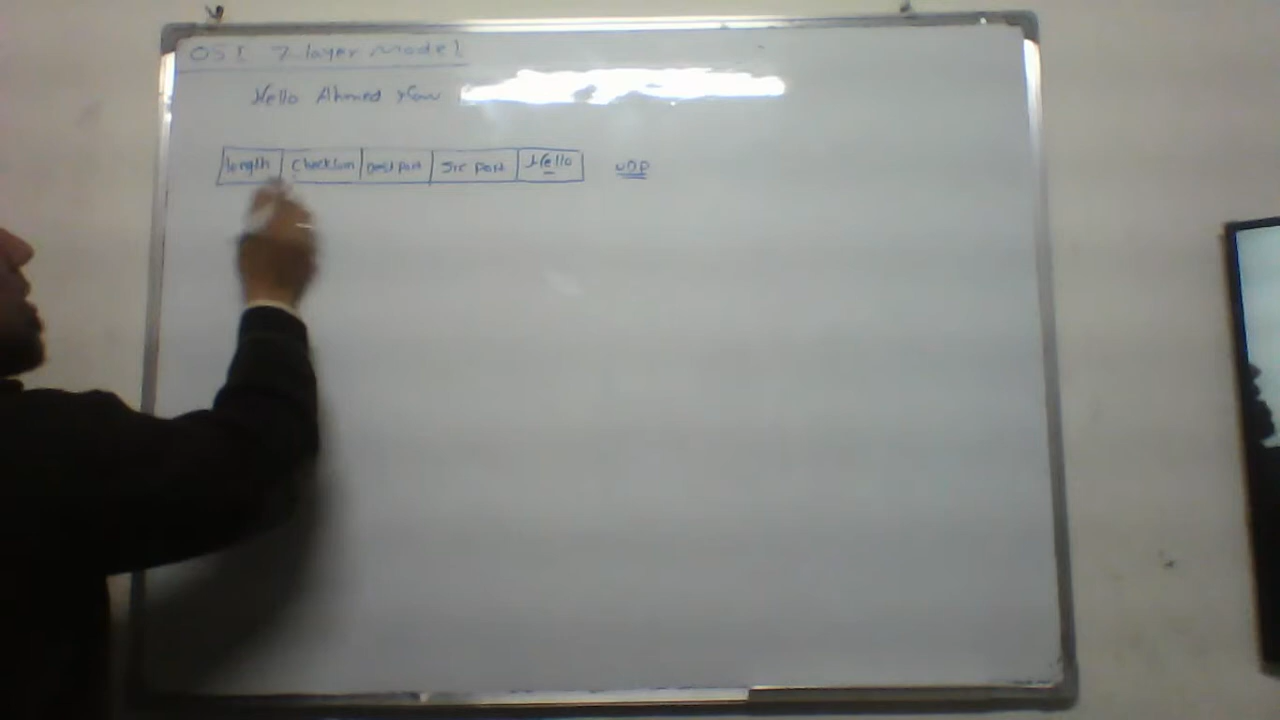 OSI 7 layer Model
Hello Ahmed How
length Checksum Dest port Src port Hello UDP